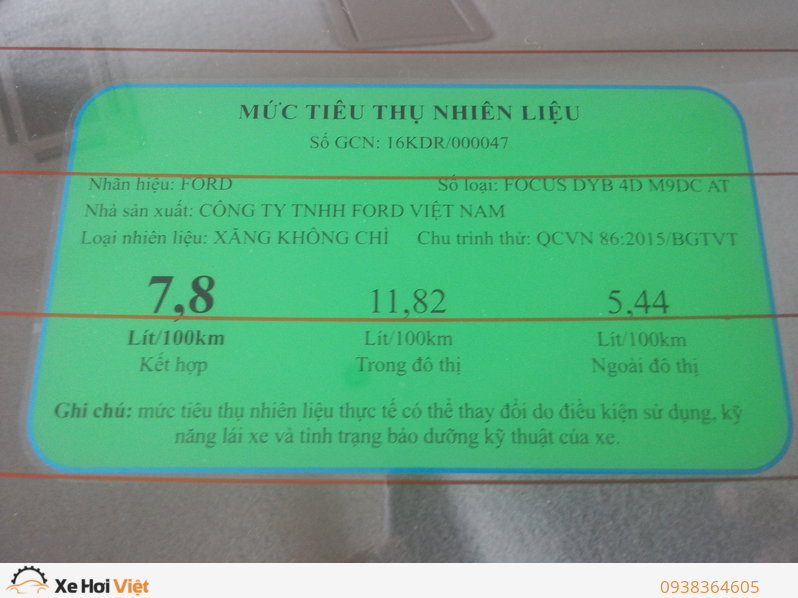 MỨC TIÊU THỤ NHIÊN LIỆU
Số GCN: 16KDR/000047
Nhãn hiệu: FORD Số loại: FOCUS DYB 4D M9DC AT
Nhà sản xuất: CÔNG TY TNHH FORD VIỆT NAM
Loại nhiên liệu: XĂNG KHÔNG CHÌ Chu trình thử: QCVN 86:2015/BGTVT
7,8 11,82 5,44
Lít/100km Lít/100km Lít/100km
Kết hợp Trong đô thị Ngoài đô thị
Ghi chú: mức tiêu thụ nhiên liệu thực tế có thể thay đổi do điều kiện sử dụng, kỹ
năng lái xe và tình trạng bảo dưỡng kỹ thuật của xe.
Xe Hơi Việt 0938364605